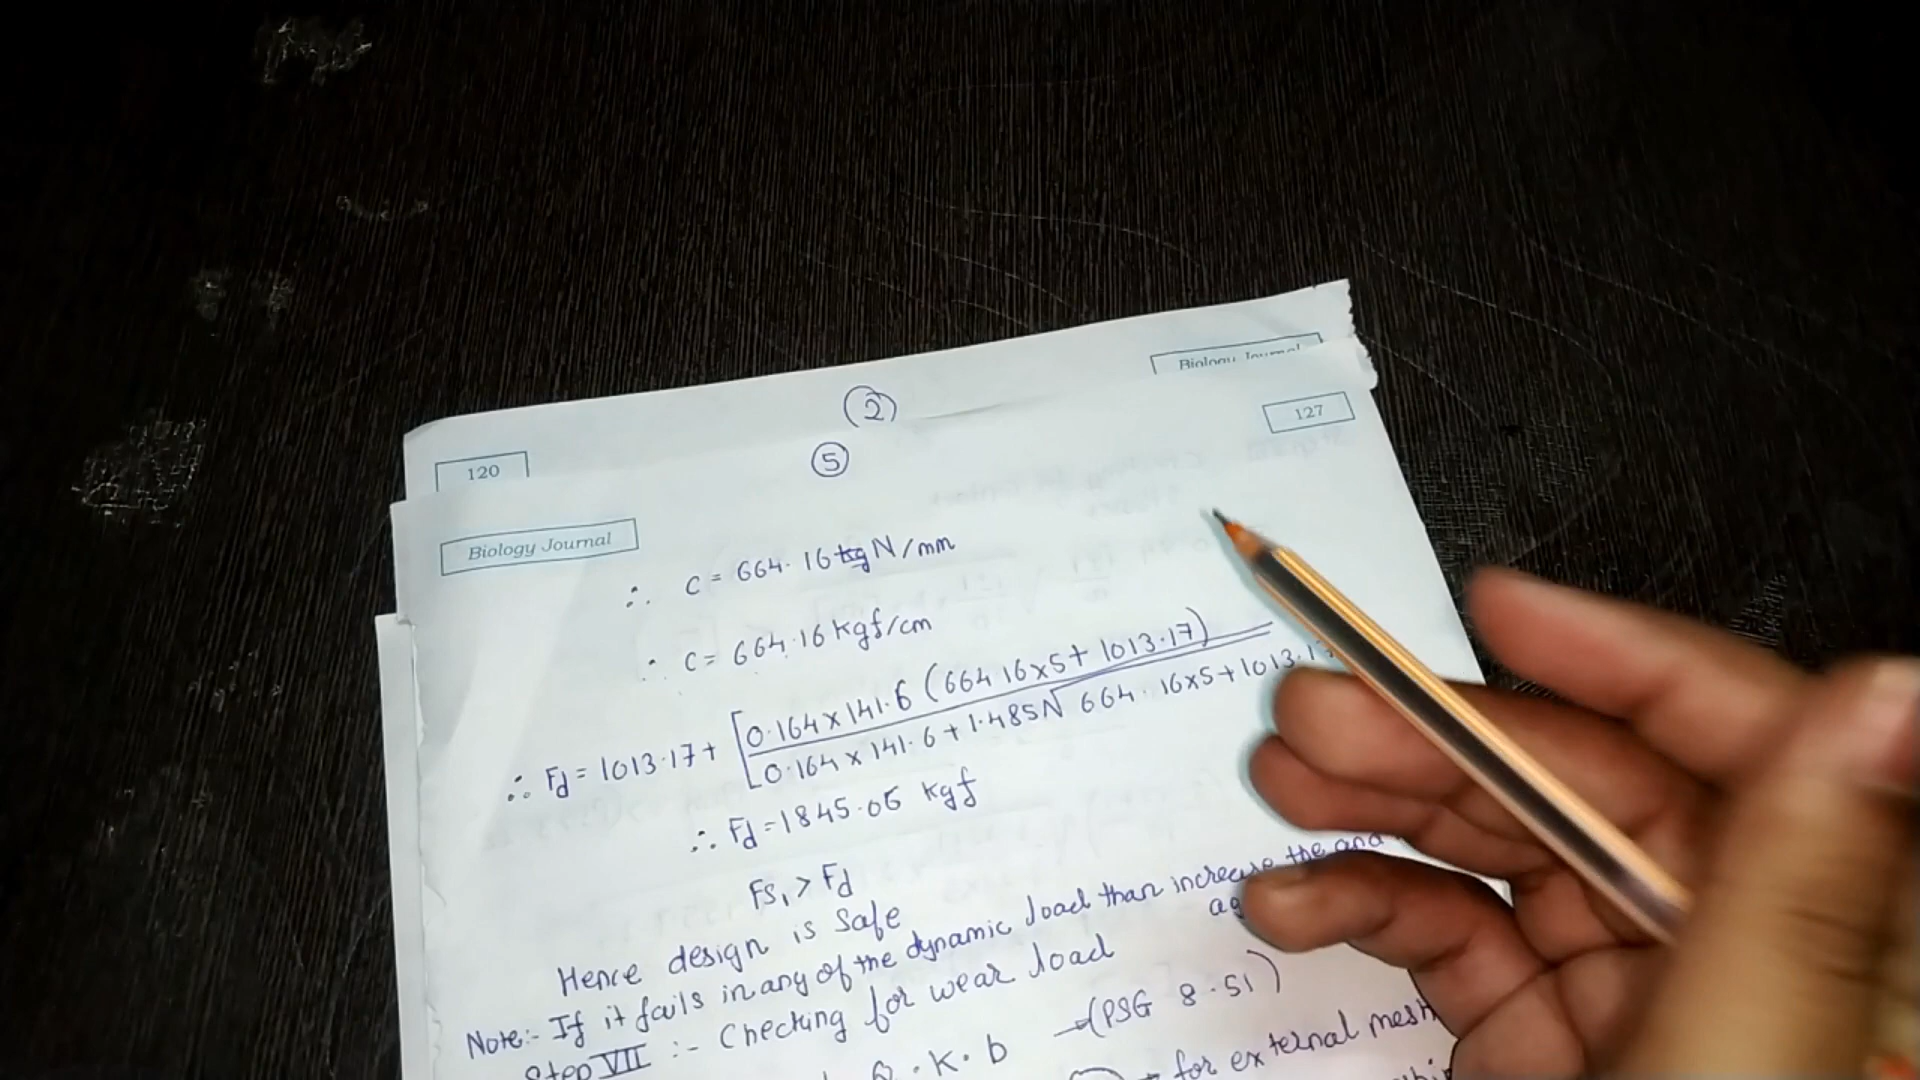 Biology Journal
2
127
5
120
Biology Journal
∴ C = 664.16 kg N/mm
∴ C = 664.16 kgf/cm
∴ Fd = 1013.17 + [0.164 x 141.6 (664.16x5 + 1013.17)
0.164 x 141.6 + 1.485√664.16x5+1013.1
∴ Fd = 1845.05 kgf
Fs₁ > Fd
Hence design is safe
Note:- If it fails in any of the dynamic load than increase the and
Step VII :- Checking for wear load
Q.K.b → (PSG 8.51)
→ for external mesh